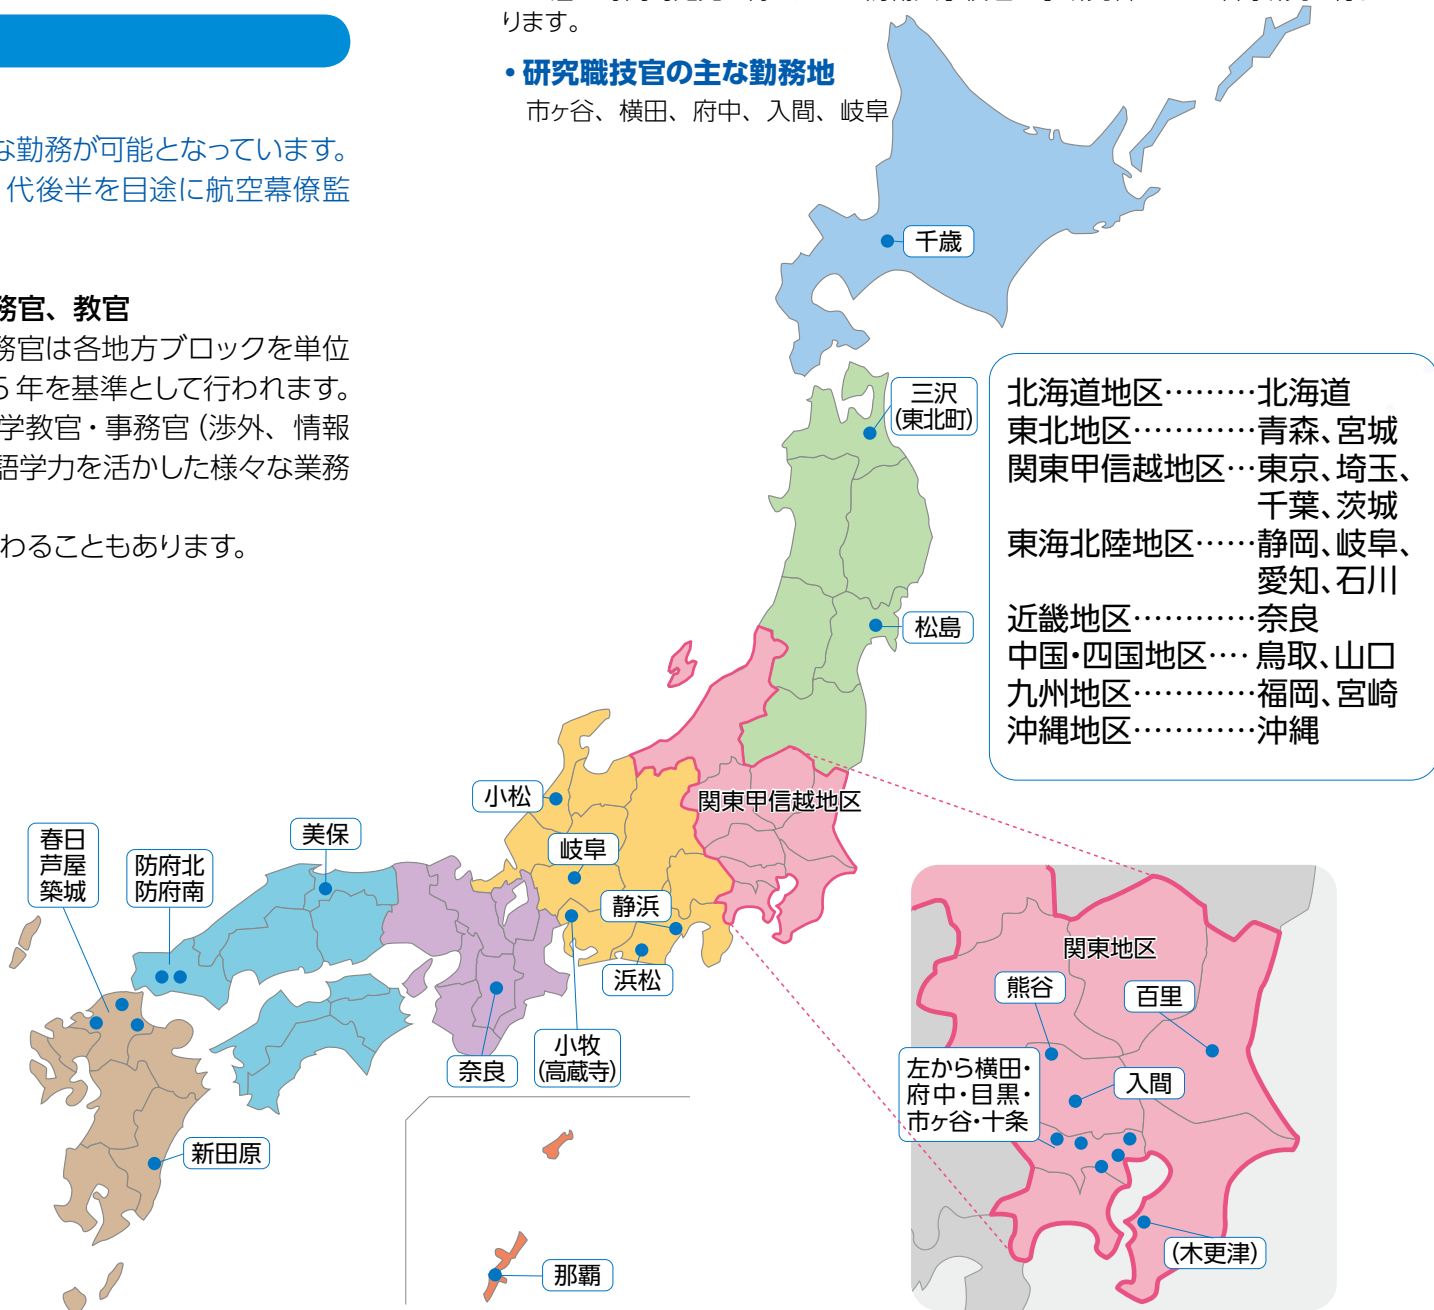 な勤務が可能となっています。
代後半を目途に航空幕僚監
務官、教官
務官は各地方ブロックを単位
5年を基準として行われます。
学教官・事務官(渉外、情報
語学力を活かした様々な業務
わることもあります。
ります。
・研究職技官の主な勤務地
市ヶ谷、横田、府中、入間、岐阜
千歳
三沢
(東北町)
松島
北海道地区………北海道
東北地区…………青森、宮城
関東甲信越地区…東京、埼玉、
千葉、茨城
東海北陸地区……静岡、岐阜、
愛知、石川
近畿地区…………奈良
中国・四国地区‥‥鳥取、山口
九州地区…………福岡、宮崎
沖縄地区…………沖縄
関東甲信越地区
小松
岐阜
静浜
浜松
小牧
(高蔵寺)
奈良
美保
防府北
防府南
春日
芦屋
築城
新田原
那覇
関東地区
熊谷
百里
入間
左から横田・
府中・目黒・
市ヶ谷・十条
(木更津)